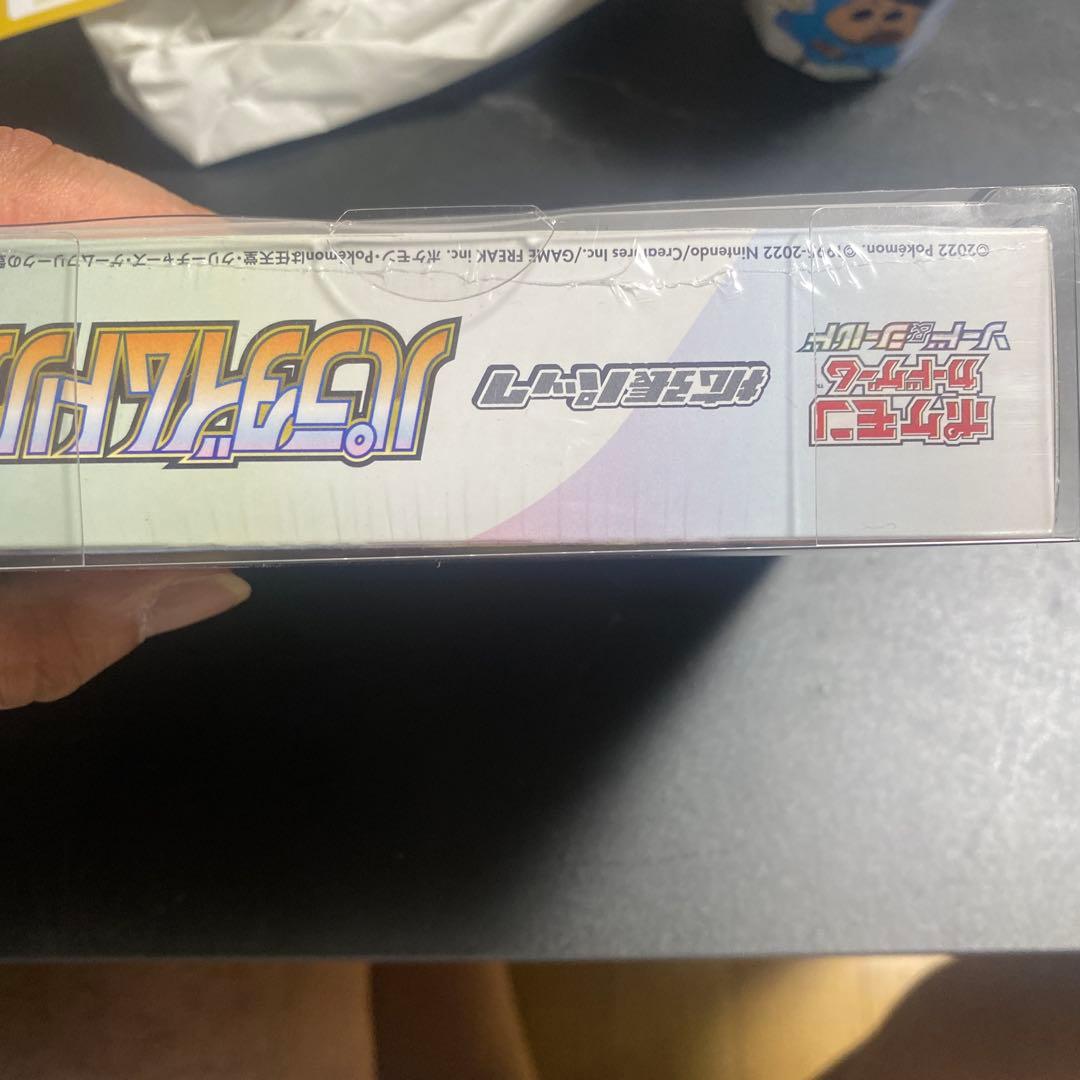 ポケモン
カードゲーム™
ソード&シールド
拡張パック
パラダイムトリ
©2022 Pokémon. ©1995-2022 Nintendo/Creatures Inc./GAME FREAK inc. ポケモン・Pokémonは任天堂・クリーチャーズ・ゲームフリークの